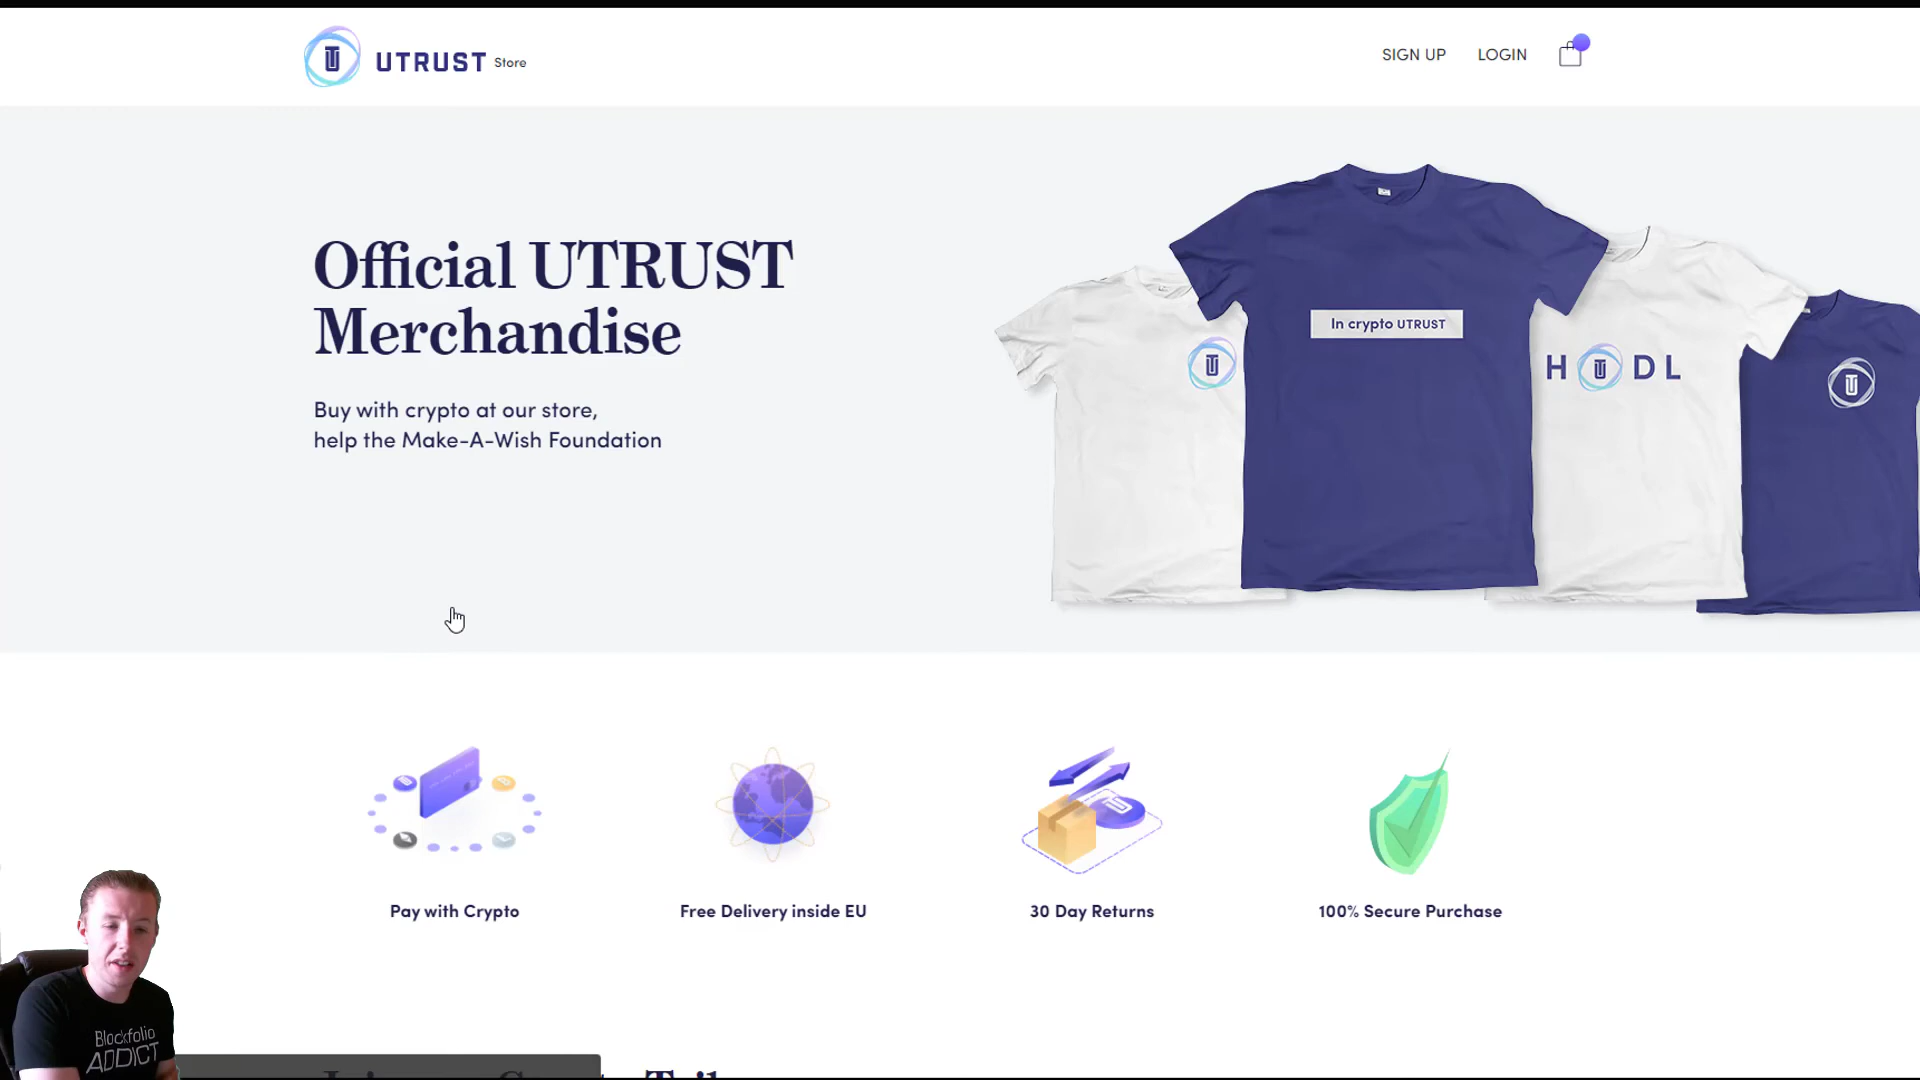 UTRUST Store
SIGN UP LOGIN
Official UTRUST
Merchandise
Buy with crypto at our store,
help the Make-A-Wish Foundation
In crypto UTRUST
H DL
Pay with Crypto
Free Delivery inside EU
30 Day Returns
100% Secure Purchase
Blockfolio
ADDICT